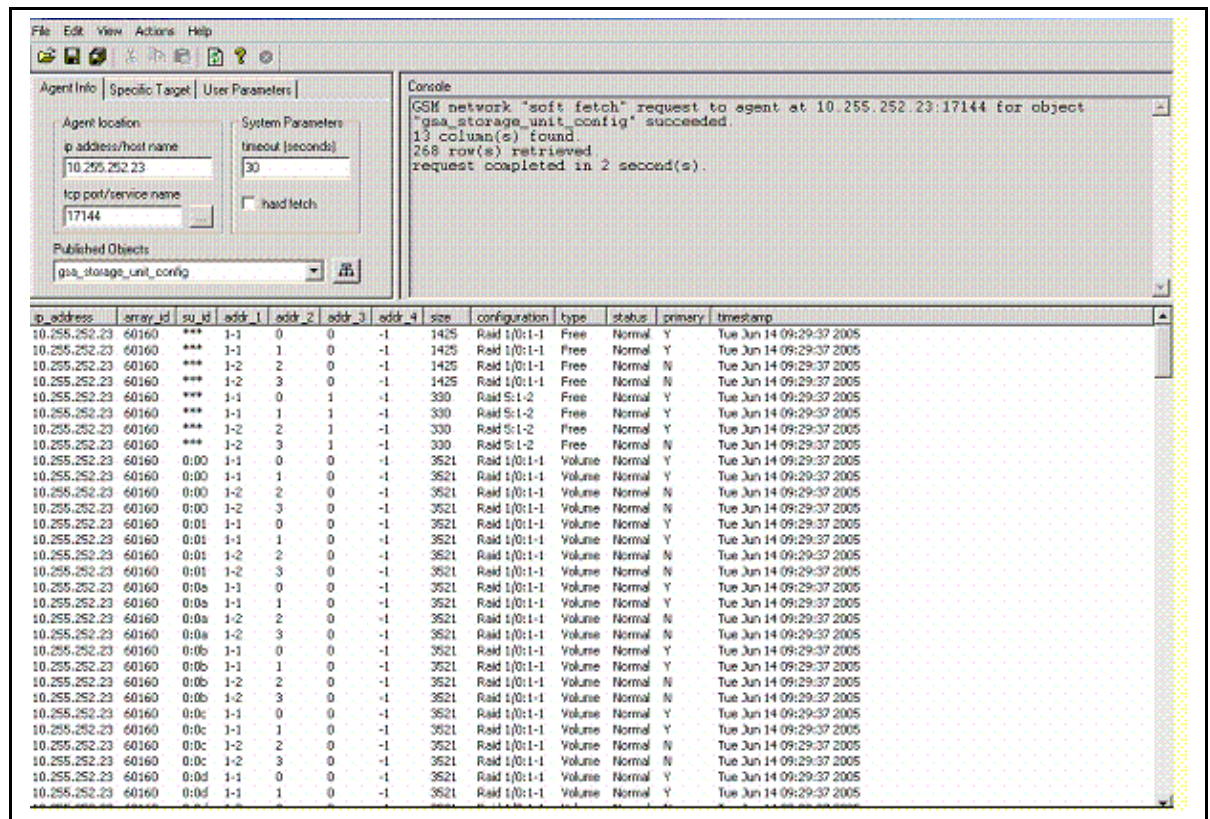 File Edit View Actions Help
Agent Info Specific Target User Parameters
Agent location
ip address/host name
10.255.252.23
tcp port/service name
17144
...
System Parameters
timeout (seconds)
30
hard fetch
Published Objects
gsa_storage_unit_config
Console
GSM network "soft fetch" request to agent at 10.255.252.23:17144 for object
"gsa_storage_unit_config" succeeded.
13 column(s) found.
268 row(s) retrieved.
request completed in 2 second(s).
ip_address array_id su_id addr_1 addr_2 addr_3 addr_4 size configuration type status primary timestamp
10.255.252.23 60160 *** 1-1 0 0 -1 1425 Raid 1/0:1-1 Free Normal Y Tue Jun 14 09:29:37 2005
10.255.252.23 60160 *** 1-1 1 0 -1 1425 Raid 1/0:1-1 Free Normal Y Tue Jun 14 09:29:37 2005
10.255.252.23 60160 *** 1-2 2 0 -1 1425 Raid 1/0:1-1 Free Normal N Tue Jun 14 09:29:37 2005
10.255.252.23 60160 *** 1-2 3 0 -1 1425 Raid 1/0:1-1 Free Normal N Tue Jun 14 09:29:37 2005
10.255.252.23 60160 *** 1-1 0 1 -1 330 Raid 5:1-2 Free Normal Y Tue Jun 14 09:29:37 2005
10.255.252.23 60160 *** 1-1 1 1 -1 330 Raid 5:1-2 Free Normal Y Tue Jun 14 09:29:37 2005
10.255.252.23 60160 *** 1-2 2 1 -1 330 Raid 5:1-2 Free Normal Y Tue Jun 14 09:29:37 2005
10.255.252.23 60160 *** 1-2 3 1 -1 330 Raid 5:1-2 Free Normal N Tue Jun 14 09:29:37 2005
10.255.252.23 60160 0:00 1-1 0 0 -1 3521 Raid 1/0:1-1 Volume Normal Y Tue Jun 14 09:29:37 2005
10.255.252.23 60160 0:00 1-1 1 0 -1 3521 Raid 1/0:1-1 Volume Normal Y Tue Jun 14 09:29:37 2005
10.255.252.23 60160 0:00 1-2 2 0 -1 3521 Raid 1/0:1-1 Volume Normal N Tue Jun 14 09:29:37 2005
10.255.252.23 60160 0:00 1-2 3 0 -1 3521 Raid 1/0:1-1 Volume Normal N Tue Jun 14 09:29:37 2005
10.255.252.23 60160 0:01 1-1 0 0 -1 3521 Raid 1/0:1-1 Volume Normal Y Tue Jun 14 09:29:37 2005
10.255.252.23 60160 0:01 1-1 1 0 -1 3521 Raid 1/0:1-1 Volume Normal Y Tue Jun 14 09:29:37 2005
10.255.252.23 60160 0:01 1-2 2 0 -1 3521 Raid 1/0:1-1 Volume Normal N Tue Jun 14 09:29:37 2005
10.255.252.23 60160 0:01 1-2 3 0 -1 3521 Raid 1/0:1-1 Volume Normal N Tue Jun 14 09:29:37 2005
10.255.252.23 60160 0:0a 1-1 0 0 -1 3521 Raid 1/0:1-1 Volume Normal Y Tue Jun 14 09:29:37 2005
10.255.252.23 60160 0:0a 1-1 1 0 -1 3521 Raid 1/0:1-1 Volume Normal Y Tue Jun 14 09:29:37 2005
10.255.252.23 60160 0:0a 1-2 2 0 -1 3521 Raid 1/0:1-1 Volume Normal N Tue Jun 14 09:29:37 2005
10.255.252.23 60160 0:0a 1-2 3 0 -1 3521 Raid 1/0:1-1 Volume Normal N Tue Jun 14 09:29:37 2005
10.255.252.23 60160 0:0b 1-1 0 0 -1 3521 Raid 1/0:1-1 Volume Normal Y Tue Jun 14 09:29:37 2005
10.255.252.23 60160 0:0b 1-1 1 0 -1 3521 Raid 1/0:1-1 Volume Normal Y Tue Jun 14 09:29:37 2005
10.255.252.23 60160 0:0b 1-2 2 0 -1 3521 Raid 1/0:1-1 Volume Normal N Tue Jun 14 09:29:37 2005
10.255.252.23 60160 0:0b 1-2 3 0 -1 3521 Raid 1/0:1-1 Volume Normal N Tue Jun 14 09:29:37 2005
10.255.252.23 60160 0:0c 1-1 0 0 -1 3521 Raid 1/0:1-1 Volume Normal Y Tue Jun 14 09:29:37 2005
10.255.252.23 60160 0:0c 1-1 1 0 -1 3521 Raid 1/0:1-1 Volume Normal Y Tue Jun 14 09:29:37 2005
10.255.252.23 60160 0:0c 1-2 2 0 -1 3521 Raid 1/0:1-1 Volume Normal N Tue Jun 14 09:29:37 2005
10.255.252.23 60160 0:0c 1-2 3 0 -1 3521 Raid 1/0:1-1 Volume Normal N Tue Jun 14 09:29:37 2005
10.255.252.23 60160 0:0d 1-1 0 0 -1 3521 Raid 1/0:1-1 Volume Normal Y Tue Jun 14 09:29:37 2005
10.255.252.23 60160 0:0d 1-1 1 0 -1 3521 Raid 1/0:1-1 Volume Normal Y Tue Jun 14 09:29:37 2005